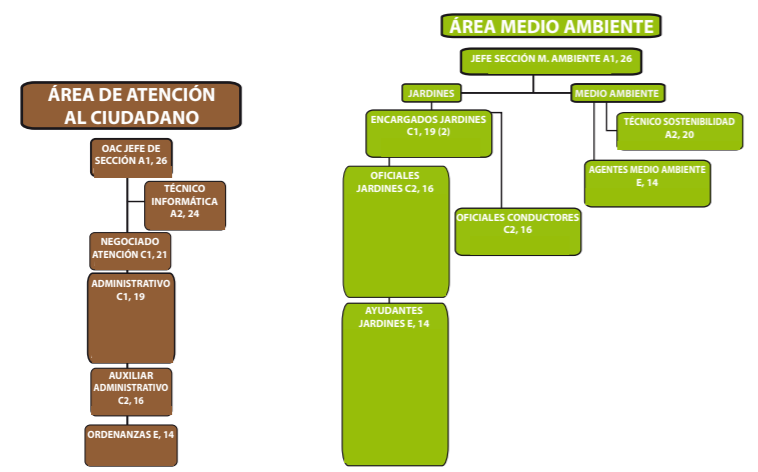 ÁREA DE ATENCIÓN
AL CIUDADANO
OAC JEFE DE
SECCIÓN A1, 26
TÉCNICO
INFORMÁTICA
A2, 24
NEGOCIADO
ATENCIÓN C1, 21
ADMINISTRATIVO
C1, 19
AUXILIAR
ADMINISTRATIVO
C2, 16
ORDENANZAS E, 14
ÁREA MEDIO AMBIENTE
JEFE SECCIÓN M. AMBIENTE A1, 26
JARDINES
ENCARGADOS JARDINES
C1, 19 (2)
OFICIALES
JARDINES C2, 16
OFICIALES CONDUCTORES
C2, 16
AYUDANTES
JARDINES E, 14
MEDIO AMBIENTE
TÉCNICO SOSTENIBILIDAD
A2, 20
AGENTES MEDIO AMBIENTE
E, 14